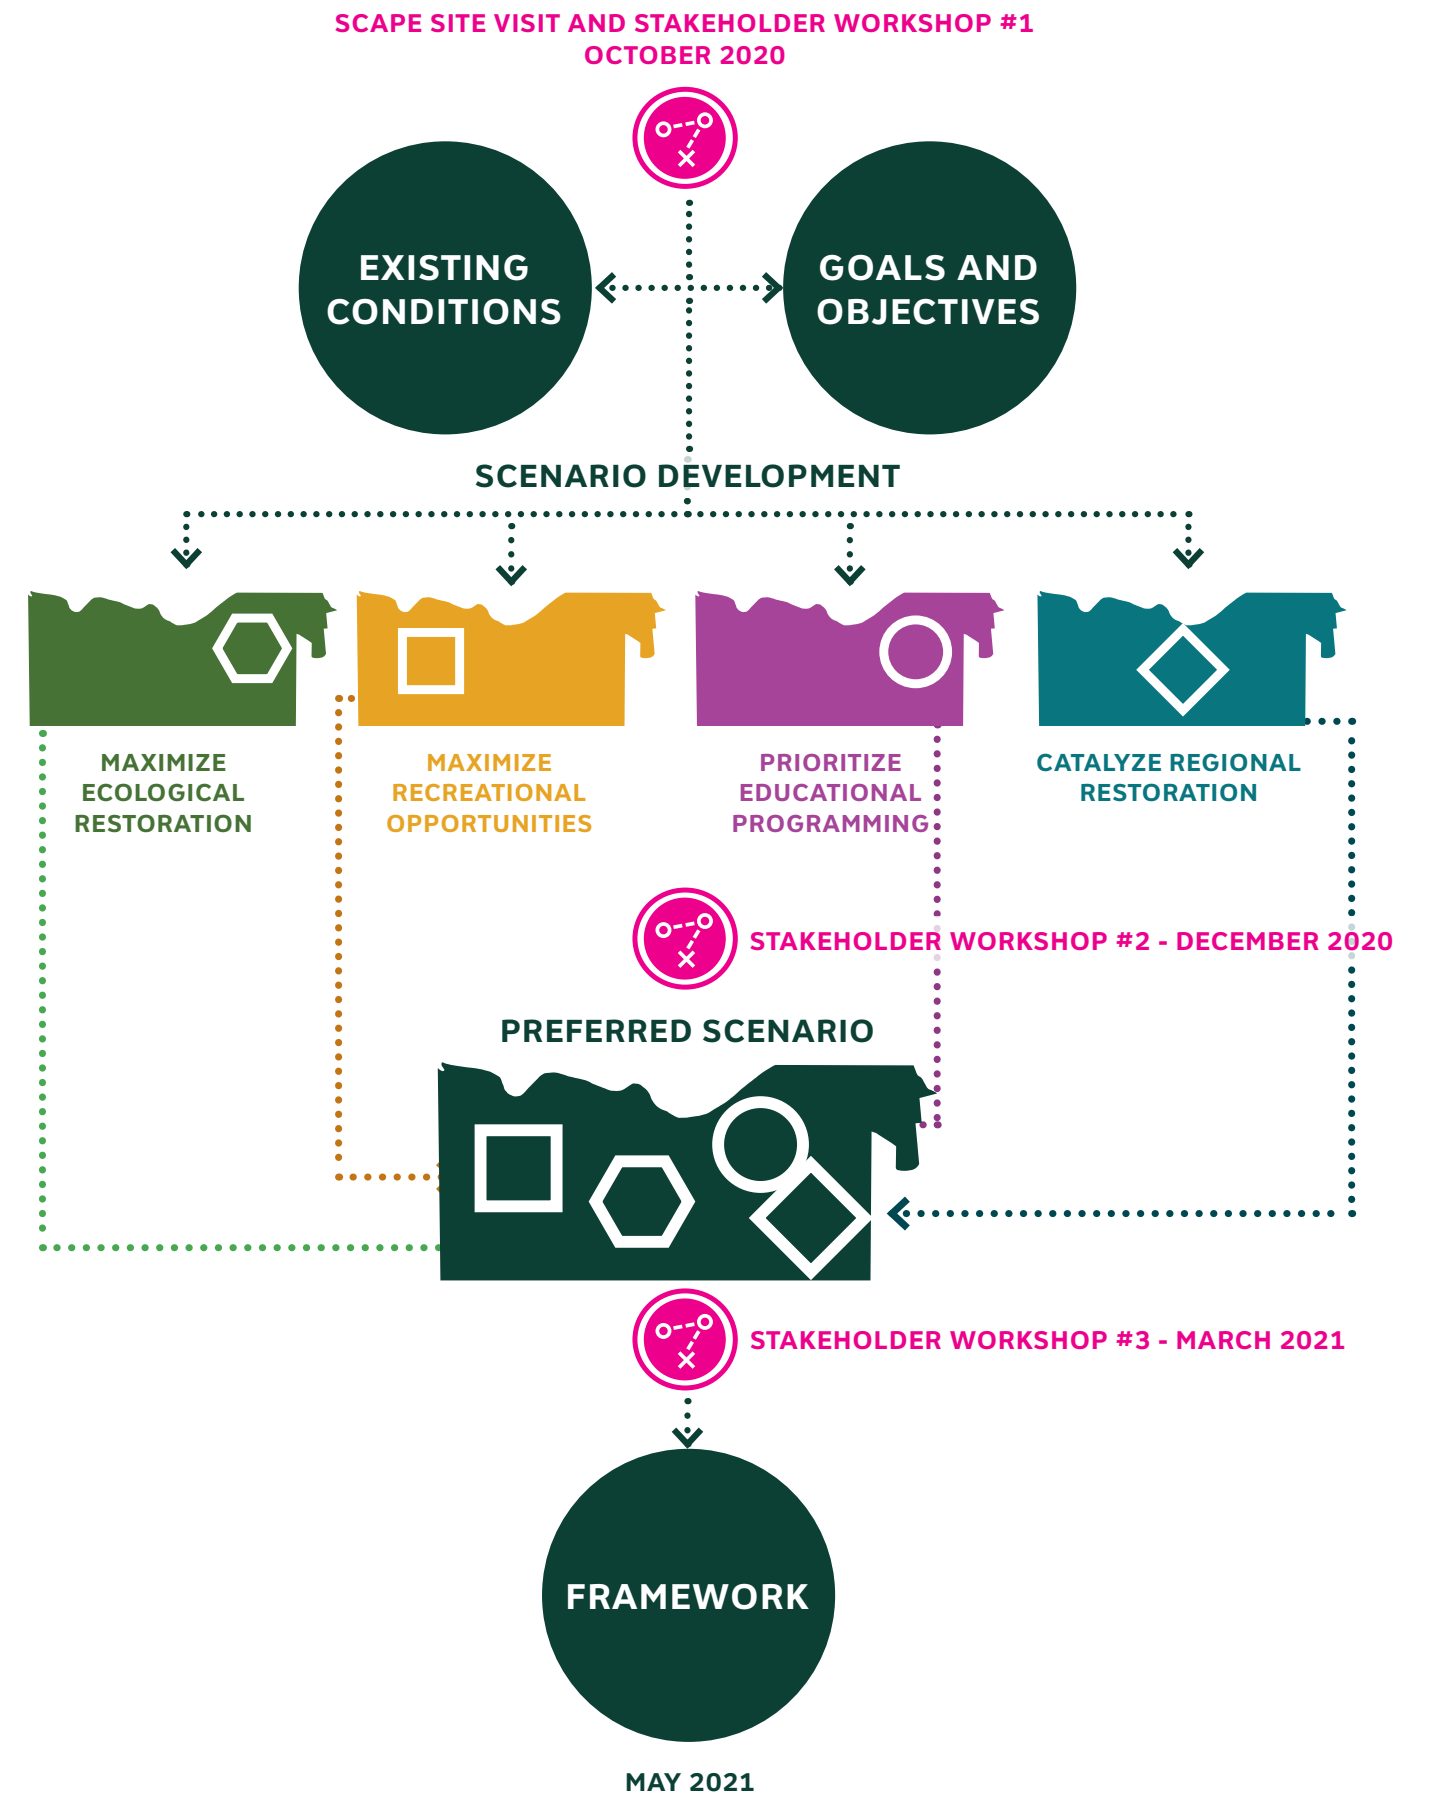 SCAPE SITE VISIT AND STAKEHOLDER WORKSHOP #1
OCTOBER 2020
EXISTING
CONDITIONS
GOALS AND
OBJECTIVES
SCENARIO DEVELOPMENT
MAXIMIZE
ECOLOGICAL
RESTORATION
MAXIMIZE
RECREATIONAL
OPPORTUNITIES
PRIORITIZE
EDUCATIONAL
PROGRAMMING
CATALYZE REGIONAL
RESTORATION
STAKEHOLDER WORKSHOP #2 - DECEMBER 2020
PREFERRED SCENARIO
STAKEHOLDER WORKSHOP #3 - MARCH 2021
FRAMEWORK
MAY 2021